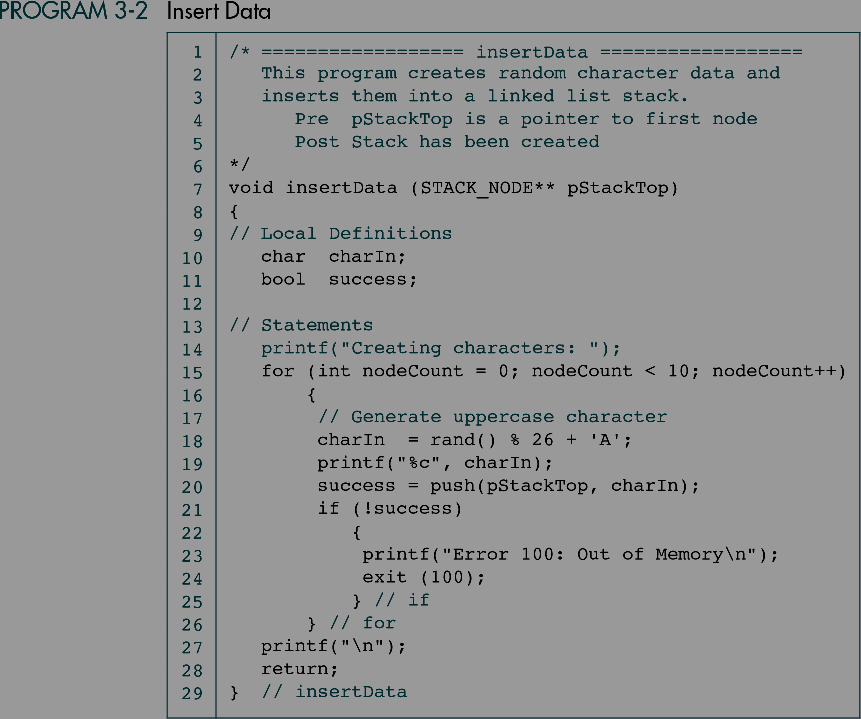 PROGRAM 3-2 Insert Data
1 /* ================== insertData ==================
2 This program creates random character data and
3 inserts them into a linked list stack.
4 Pre pStackTop is a pointer to first node
5 Post Stack has been created
6 */
7 void insertData (STACK_NODE** pStackTop)
8 {
9 // Local Definitions
10 char charIn;
11 bool success;
12
13 // Statements
14 printf("Creating characters: ");
15 for (int nodeCount = 0; nodeCount < 10; nodeCount++)
16 {
17 // Generate uppercase character
18 charIn = rand() % 26 + 'A';
19 printf("%c", charIn);
20 success = push(pStackTop, charIn);
21 if (!success)
22 {
23 printf("Error 100: Out of Memory\n");
24 exit (100);
25 } // if
26 } // for
27 printf("\n");
28 return;
29 } // insertData